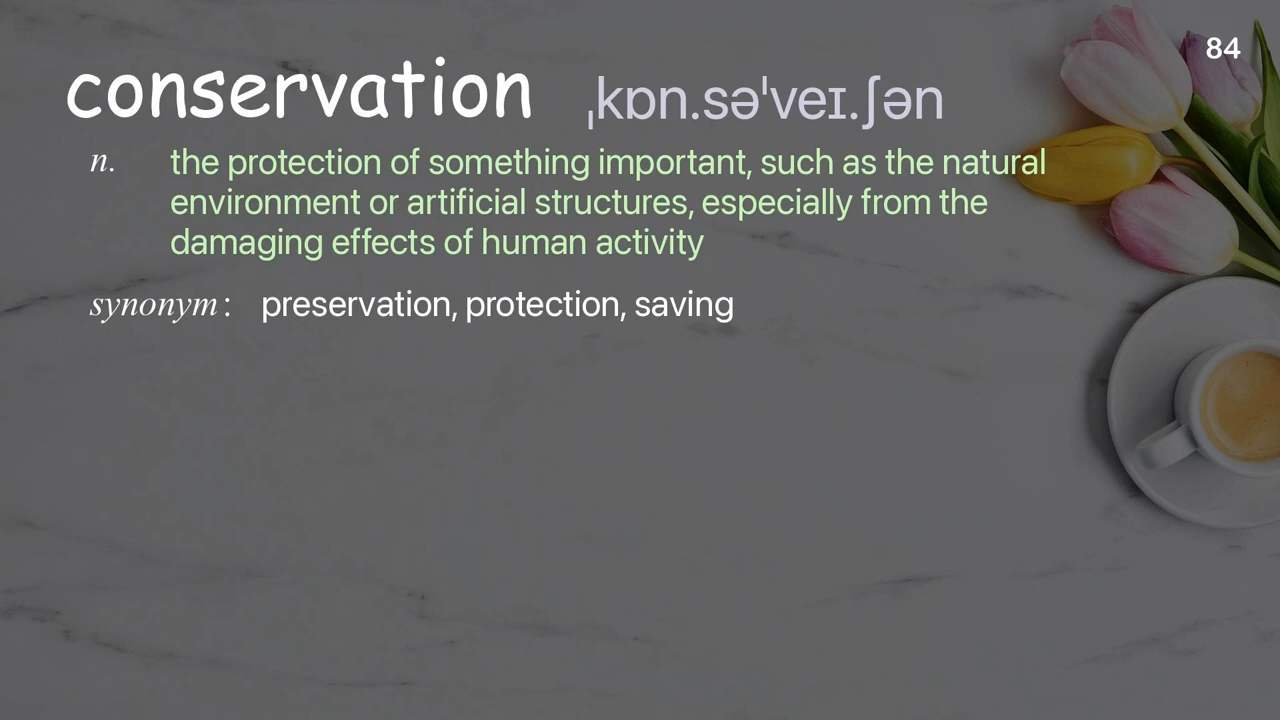 84
conservation ˌkɒn.səˈveɪ.ʃən
n. the protection of something important, such as the natural
environment or artificial structures, especially from the
damaging effects of human activity
synonym: preservation, protection, saving